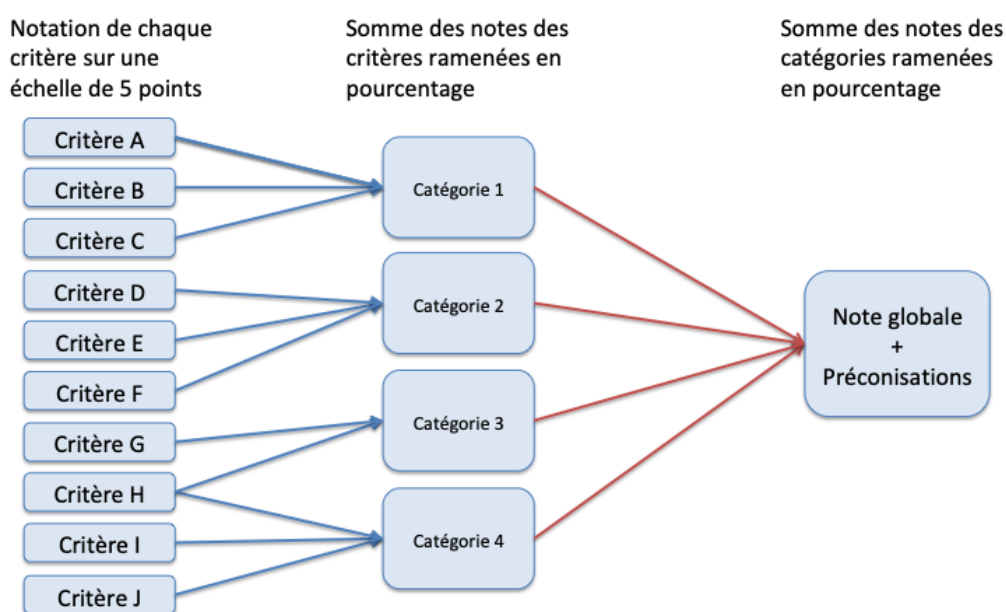 Notation de chaque
critère sur une
échelle de 5 points
Somme des notes des
critères ramenées en
pourcentage
Somme des notes des
catégories ramenées
en pourcentage
Critère A
Critère B
Critère C
Critère D
Critère E
Critère F
Critère G
Critère H
Critère I
Critère J
Catégorie 1
Catégorie 2
Catégorie 3
Catégorie 4
Note globale
+
Préconisations